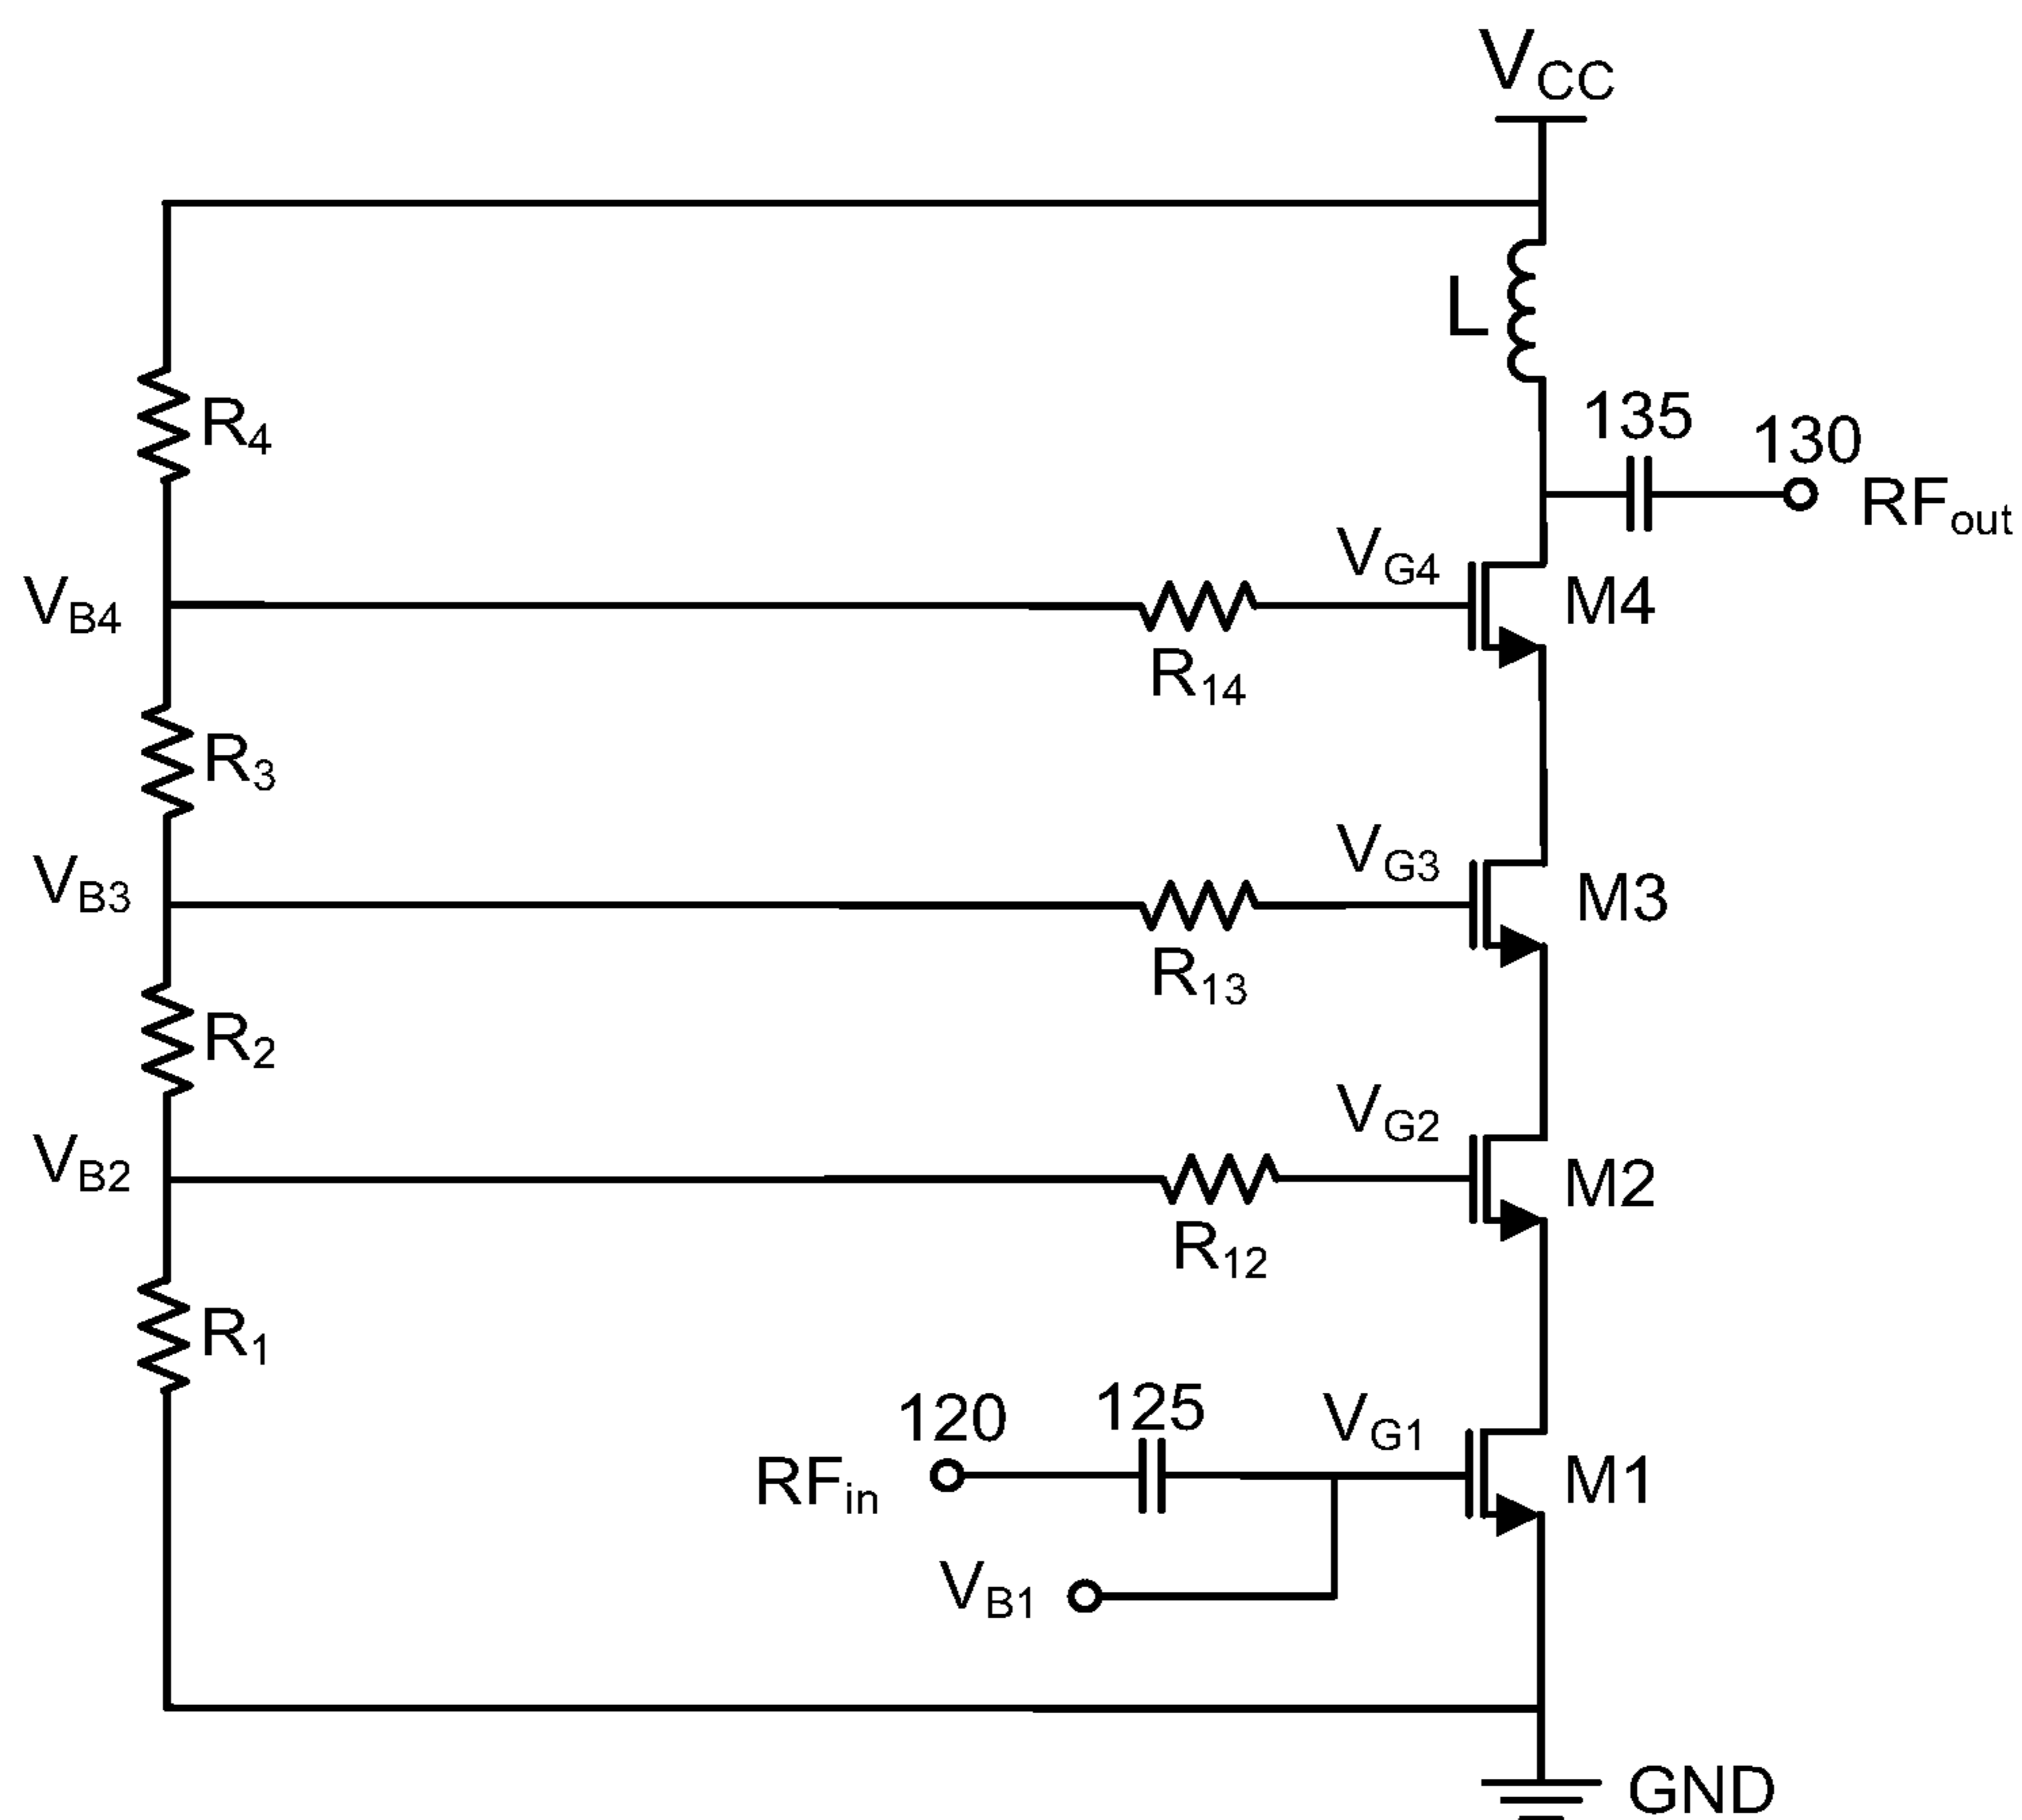 VCC
L
135
130
RFout
R4
VG4
M4
VB4
R14
R3
VG3
M3
VB3
R13
R2
VG2
M2
VB2
R12
R1
120
125
VG1
M1
RFin
VB1
GND